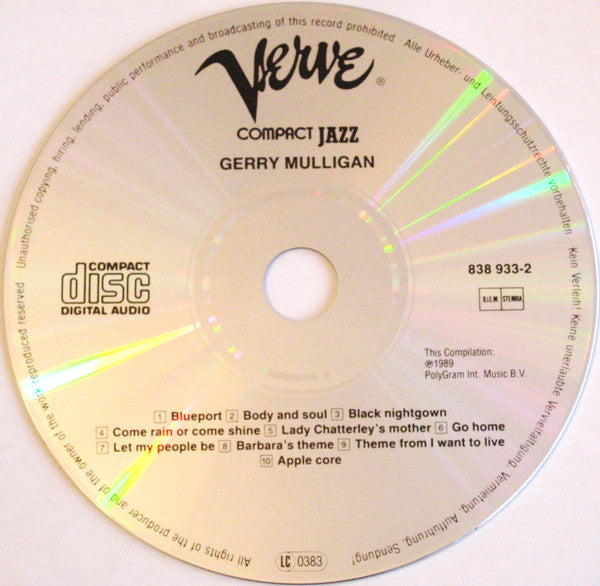 All rights of the producer and of the owner of the work reproduced reserved · Unauthorised copying, hiring, lending, public performance and broadcasting of this record prohibited · Alle Urheber- und Leistungsschutzrechte vorbehalten · Kein Verleih! Keine unerlaubte Vervielfältigung, Vermietung, Aufführung, Sendung!
Verve ®
COMPACT JAZZ
GERRY MULLIGAN
COMPACT
disc
DIGITAL AUDIO
838 933-2
B.I.E.M. STEMRA
This Compilation:
℗1989
PolyGram Int. Music B.V.
1 Blueport 2 Body and soul 3 Black nightgown
4 Come rain or come shine 5 Lady Chatterley's mother 6 Go home
7 Let my people be 8 Barbara's theme 9 Theme from I want to live
10 Apple core
LC 0383